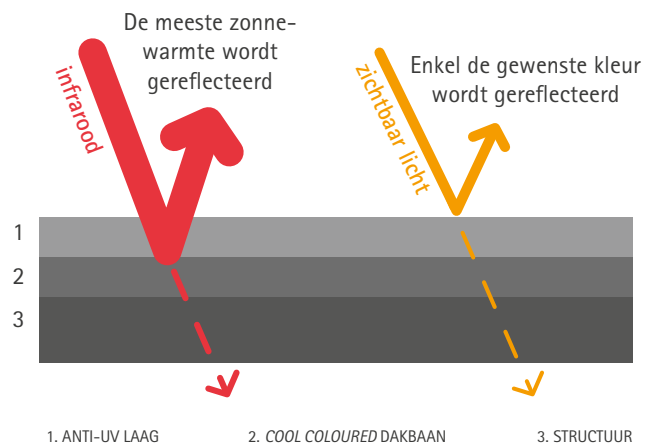 De meeste zonne-
warmte wordt
gereflecteerd
infrarood
Enkel de gewenste kleur
wordt gereflecteerd
zichtbaar licht
1
2
3
1. ANTI-UV LAAG
2. COOL COLOURED DAKBAAN
3. STRUCTUUR